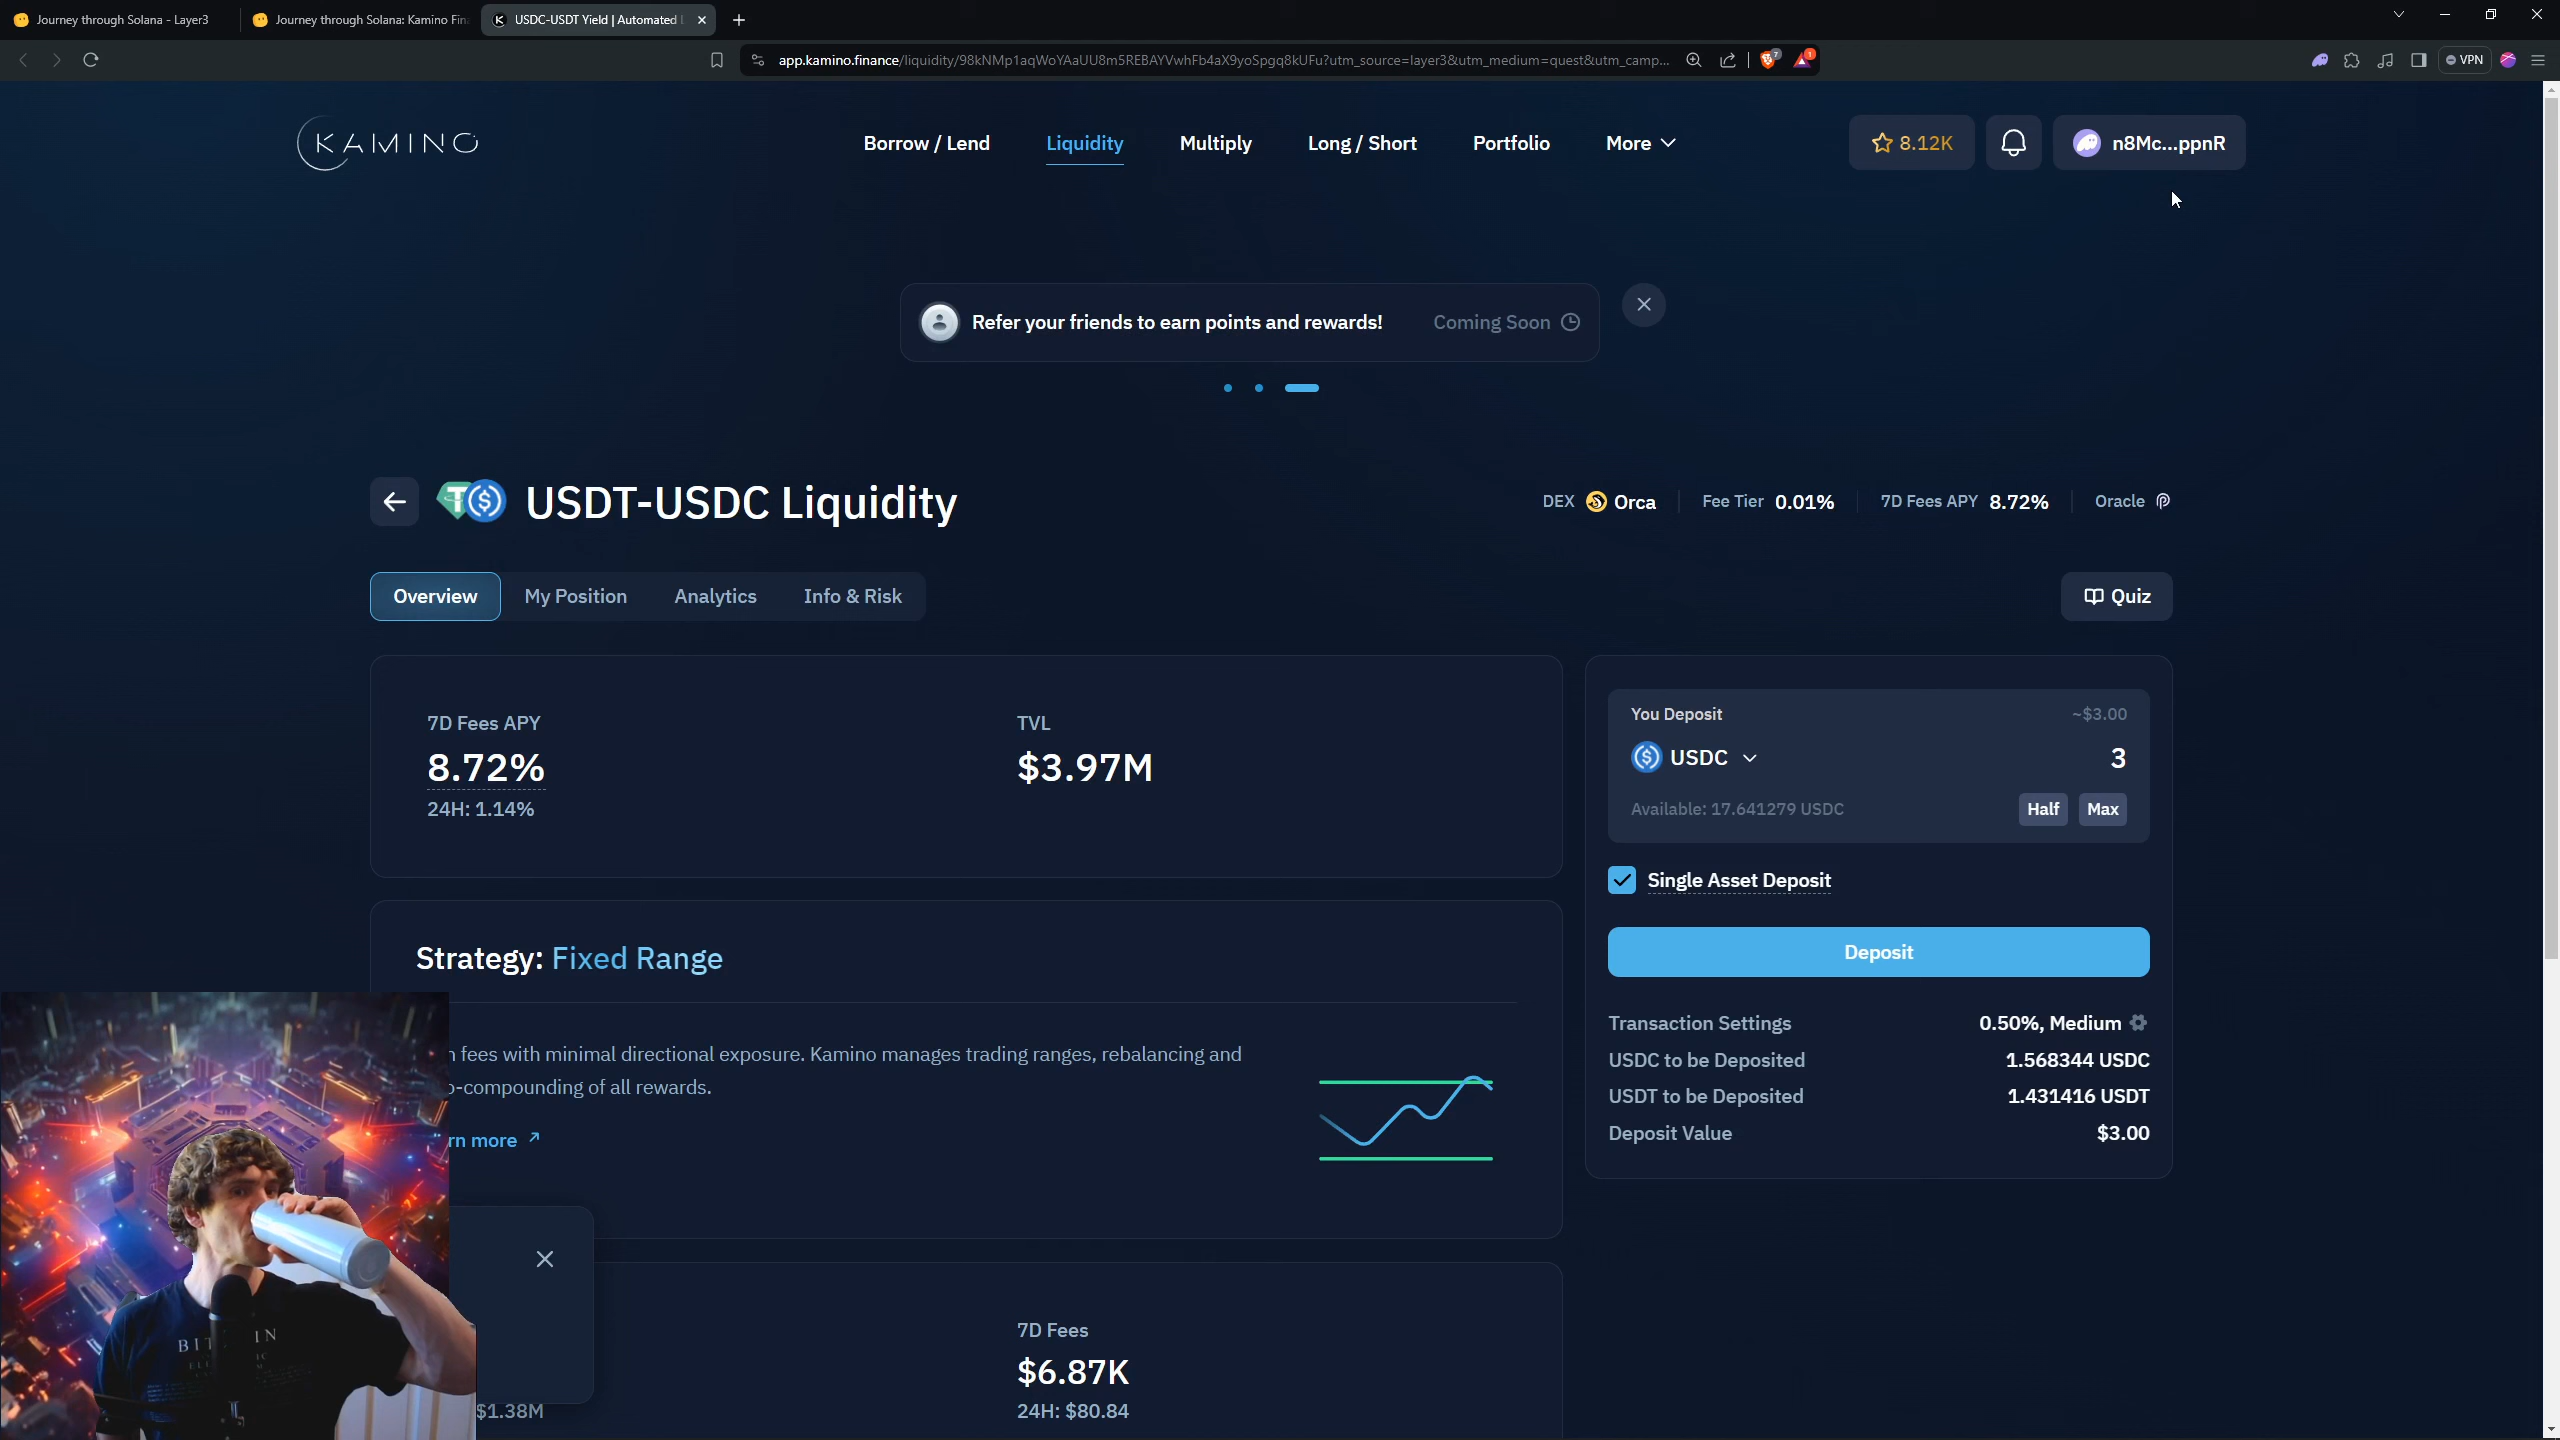 Journey through Solana - Layer3
Journey through Solana: Kamino Fin
USDC-USDT Yield | Automated L
app.kamino.finance/liquidity/98kNMp1aqWoYAaUU8m5REBAYVwhFb4aX9yoSpgq8kUFu?utm_source=layer3&utm_medium=quest&utm_camp...
7
1
VPN
KAMINO
Borrow / Lend
Liquidity
Multiply
Long / Short
Portfolio
More
8.12K
n8Mc...ppnR
Refer your friends to earn points and rewards!
Coming Soon
USDT-USDC Liquidity
DEX Orca
Fee Tier 0.01%
7D Fees APY 8.72%
Oracle
Overview
My Position
Analytics
Info & Risk
Quiz
7D Fees APY
8.72%
24H: 1.14%
TVL
$3.97M
You Deposit
~$3.00
USDC
3
Available: 17.641279 USDC
Half
Max
Single Asset Deposit
Deposit
Transaction Settings
0.50%, Medium
USDC to be Deposited
1.568344 USDC
USDT to be Deposited
1.431416 USDT
Deposit Value
$3.00
Strategy: Fixed Range
n fees with minimal directional exposure. Kamino manages trading ranges, rebalancing and
o-compounding of all rewards.
rn more
7D Fees
$6.87K
24H: $80.84
$1.38M